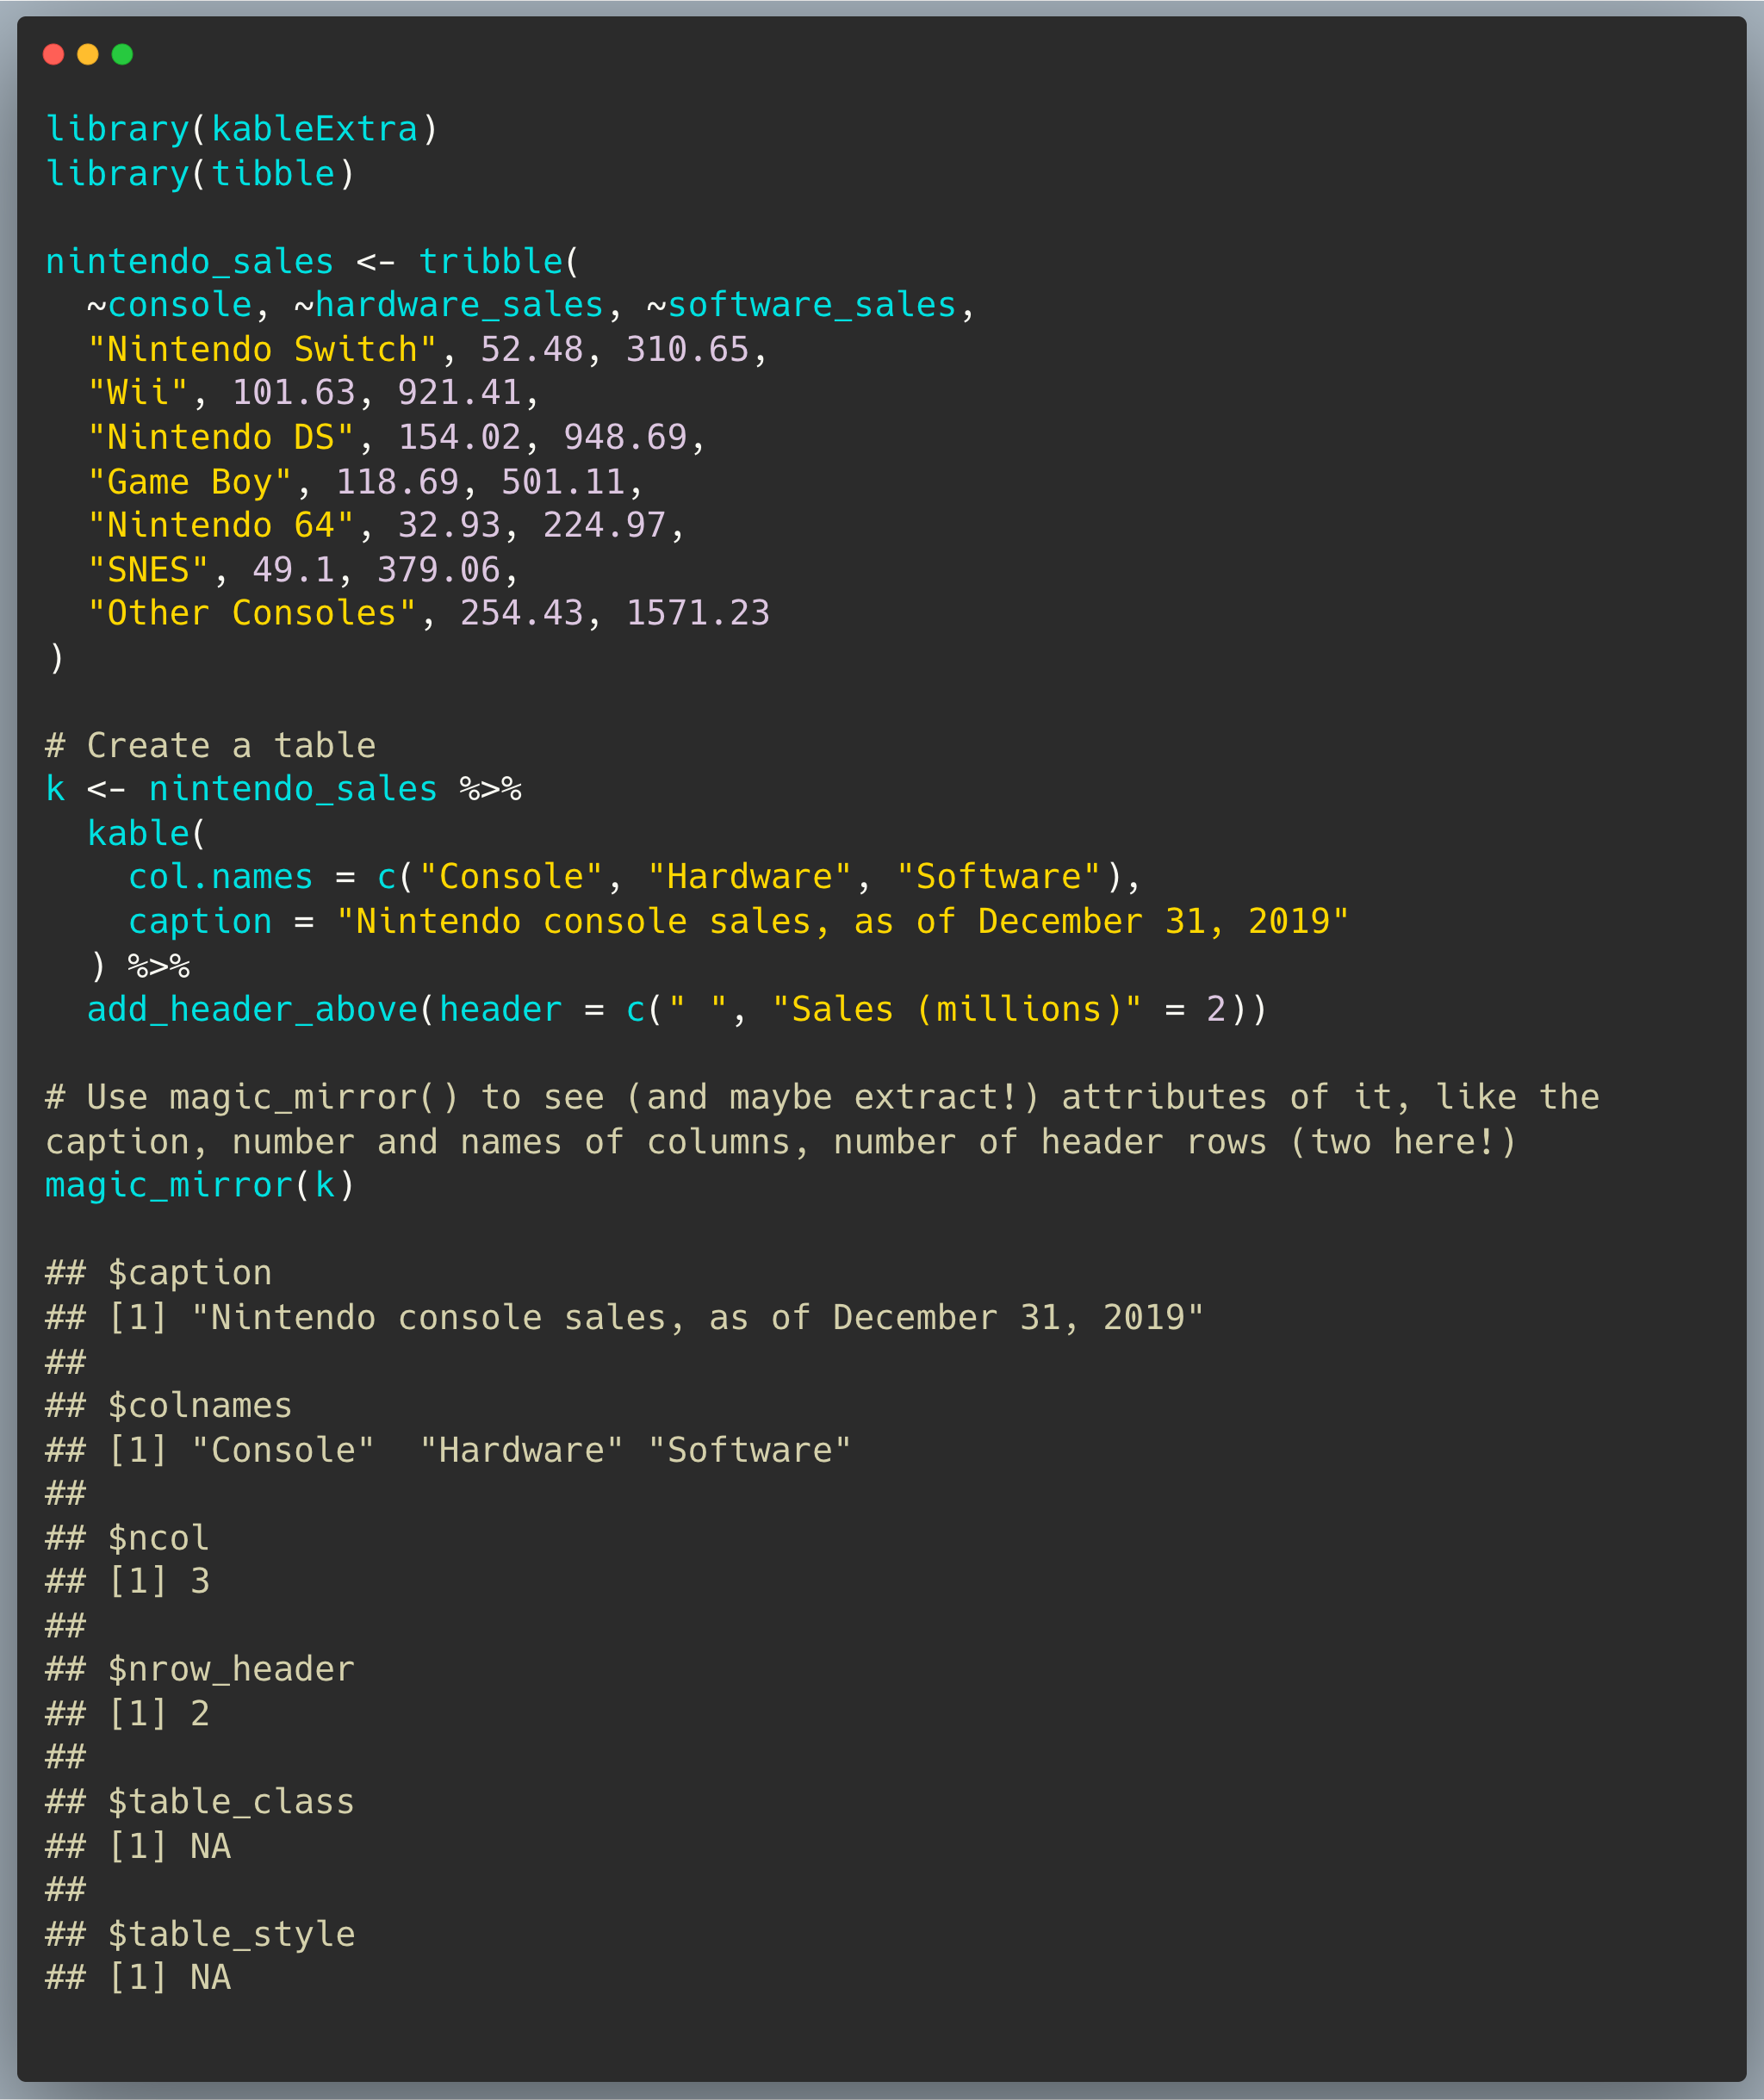 library(kableExtra)
library(tibble)

nintendo_sales <- tribble(
  ~console, ~hardware_sales, ~software_sales,
  "Nintendo Switch", 52.48, 310.65,
  "Wii", 101.63, 921.41,
  "Nintendo DS", 154.02, 948.69,
  "Game Boy", 118.69, 501.11,
  "Nintendo 64", 32.93, 224.97,
  "SNES", 49.1, 379.06,
  "Other Consoles", 254.43, 1571.23
)

# Create a table
k <- nintendo_sales %>%
  kable(
    col.names = c("Console", "Hardware", "Software"),
    caption = "Nintendo console sales, as of December 31, 2019"
  ) %>%
  add_header_above(header = c(" ", "Sales (millions)" = 2))

# Use magic_mirror() to see (and maybe extract!) attributes of it, like the
caption, number and names of columns, number of header rows (two here!)
magic_mirror(k)

## $caption
## [1] "Nintendo console sales, as of December 31, 2019"
##
## $colnames
## [1] "Console"  "Hardware" "Software"
##
## $ncol
## [1] 3
##
## $nrow_header
## [1] 2
##
## $table_class
## [1] NA
##
## $table_style
## [1] NA